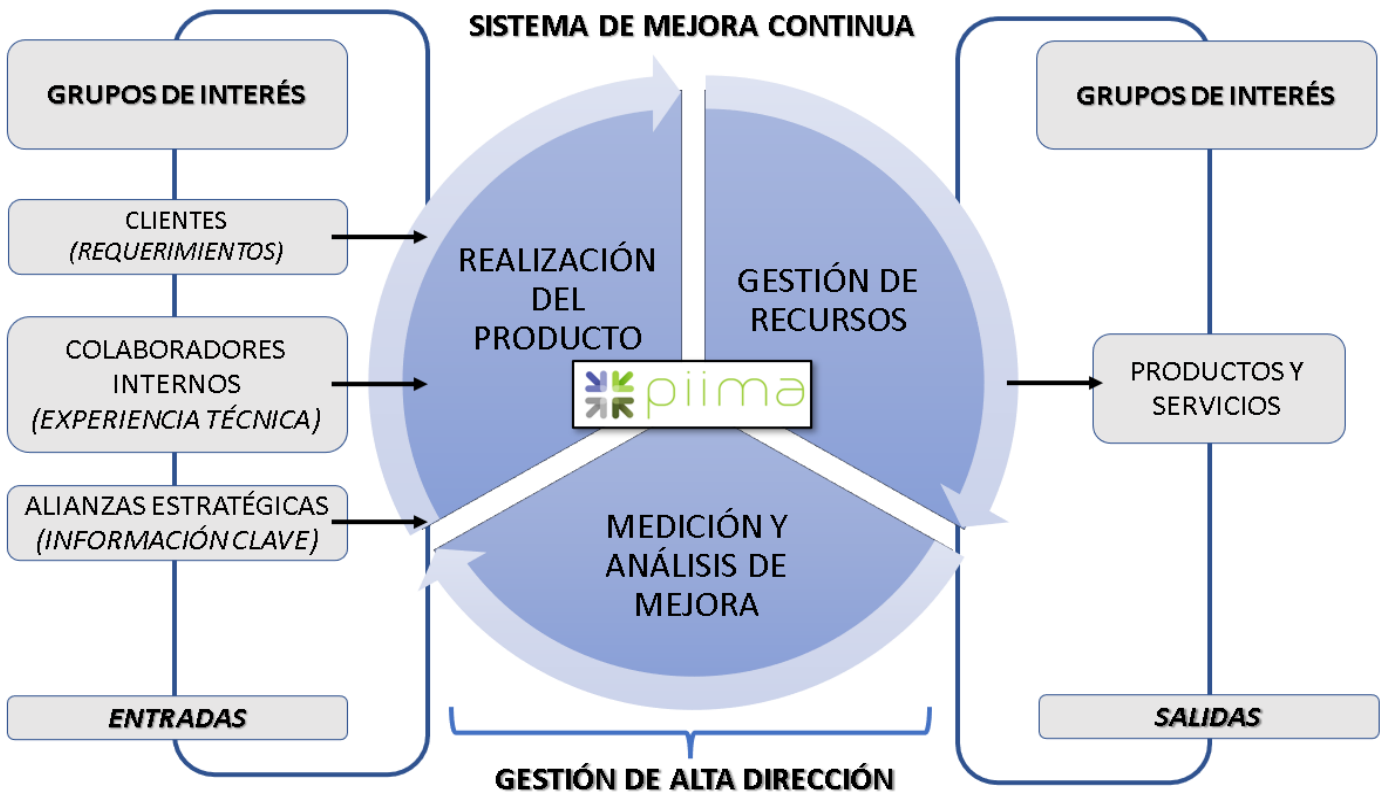 SISTEMA DE MEJORA CONTINUA
GRUPOS DE INTERÉS
CLIENTES
(REQUERIMIENTOS)
COLABORADORES
INTERNOS
(EXPERIENCIA TÉCNICA)
ALIANZAS ESTRATÉGICAS
(INFORMACIÓN CLAVE)
ENTRADAS
REALIZACIÓN
DEL
PRODUCTO
GESTIÓN DE
RECURSOS
piima
MEDICIÓN Y
ANÁLISIS DE
MEJORA
GESTIÓN DE ALTA DIRECCIÓN
GRUPOS DE INTERÉS
PRODUCTOS Y
SERVICIOS
SALIDAS